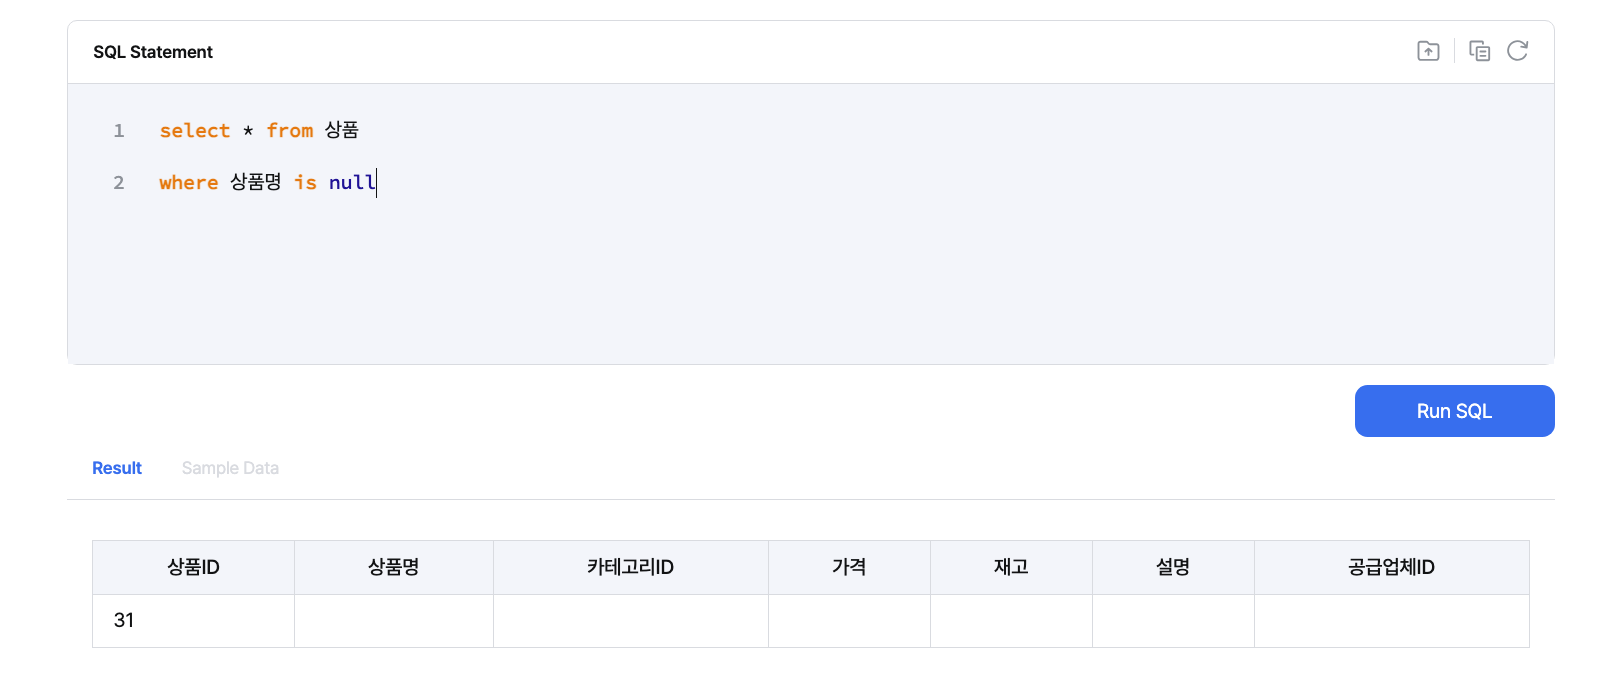 SQL Statement
1 select * from 상품
2 where 상품명 is null
Run SQL
Result Sample Data
상품ID 상품명 카테고리ID 가격 재고 설명 공급업체ID
31